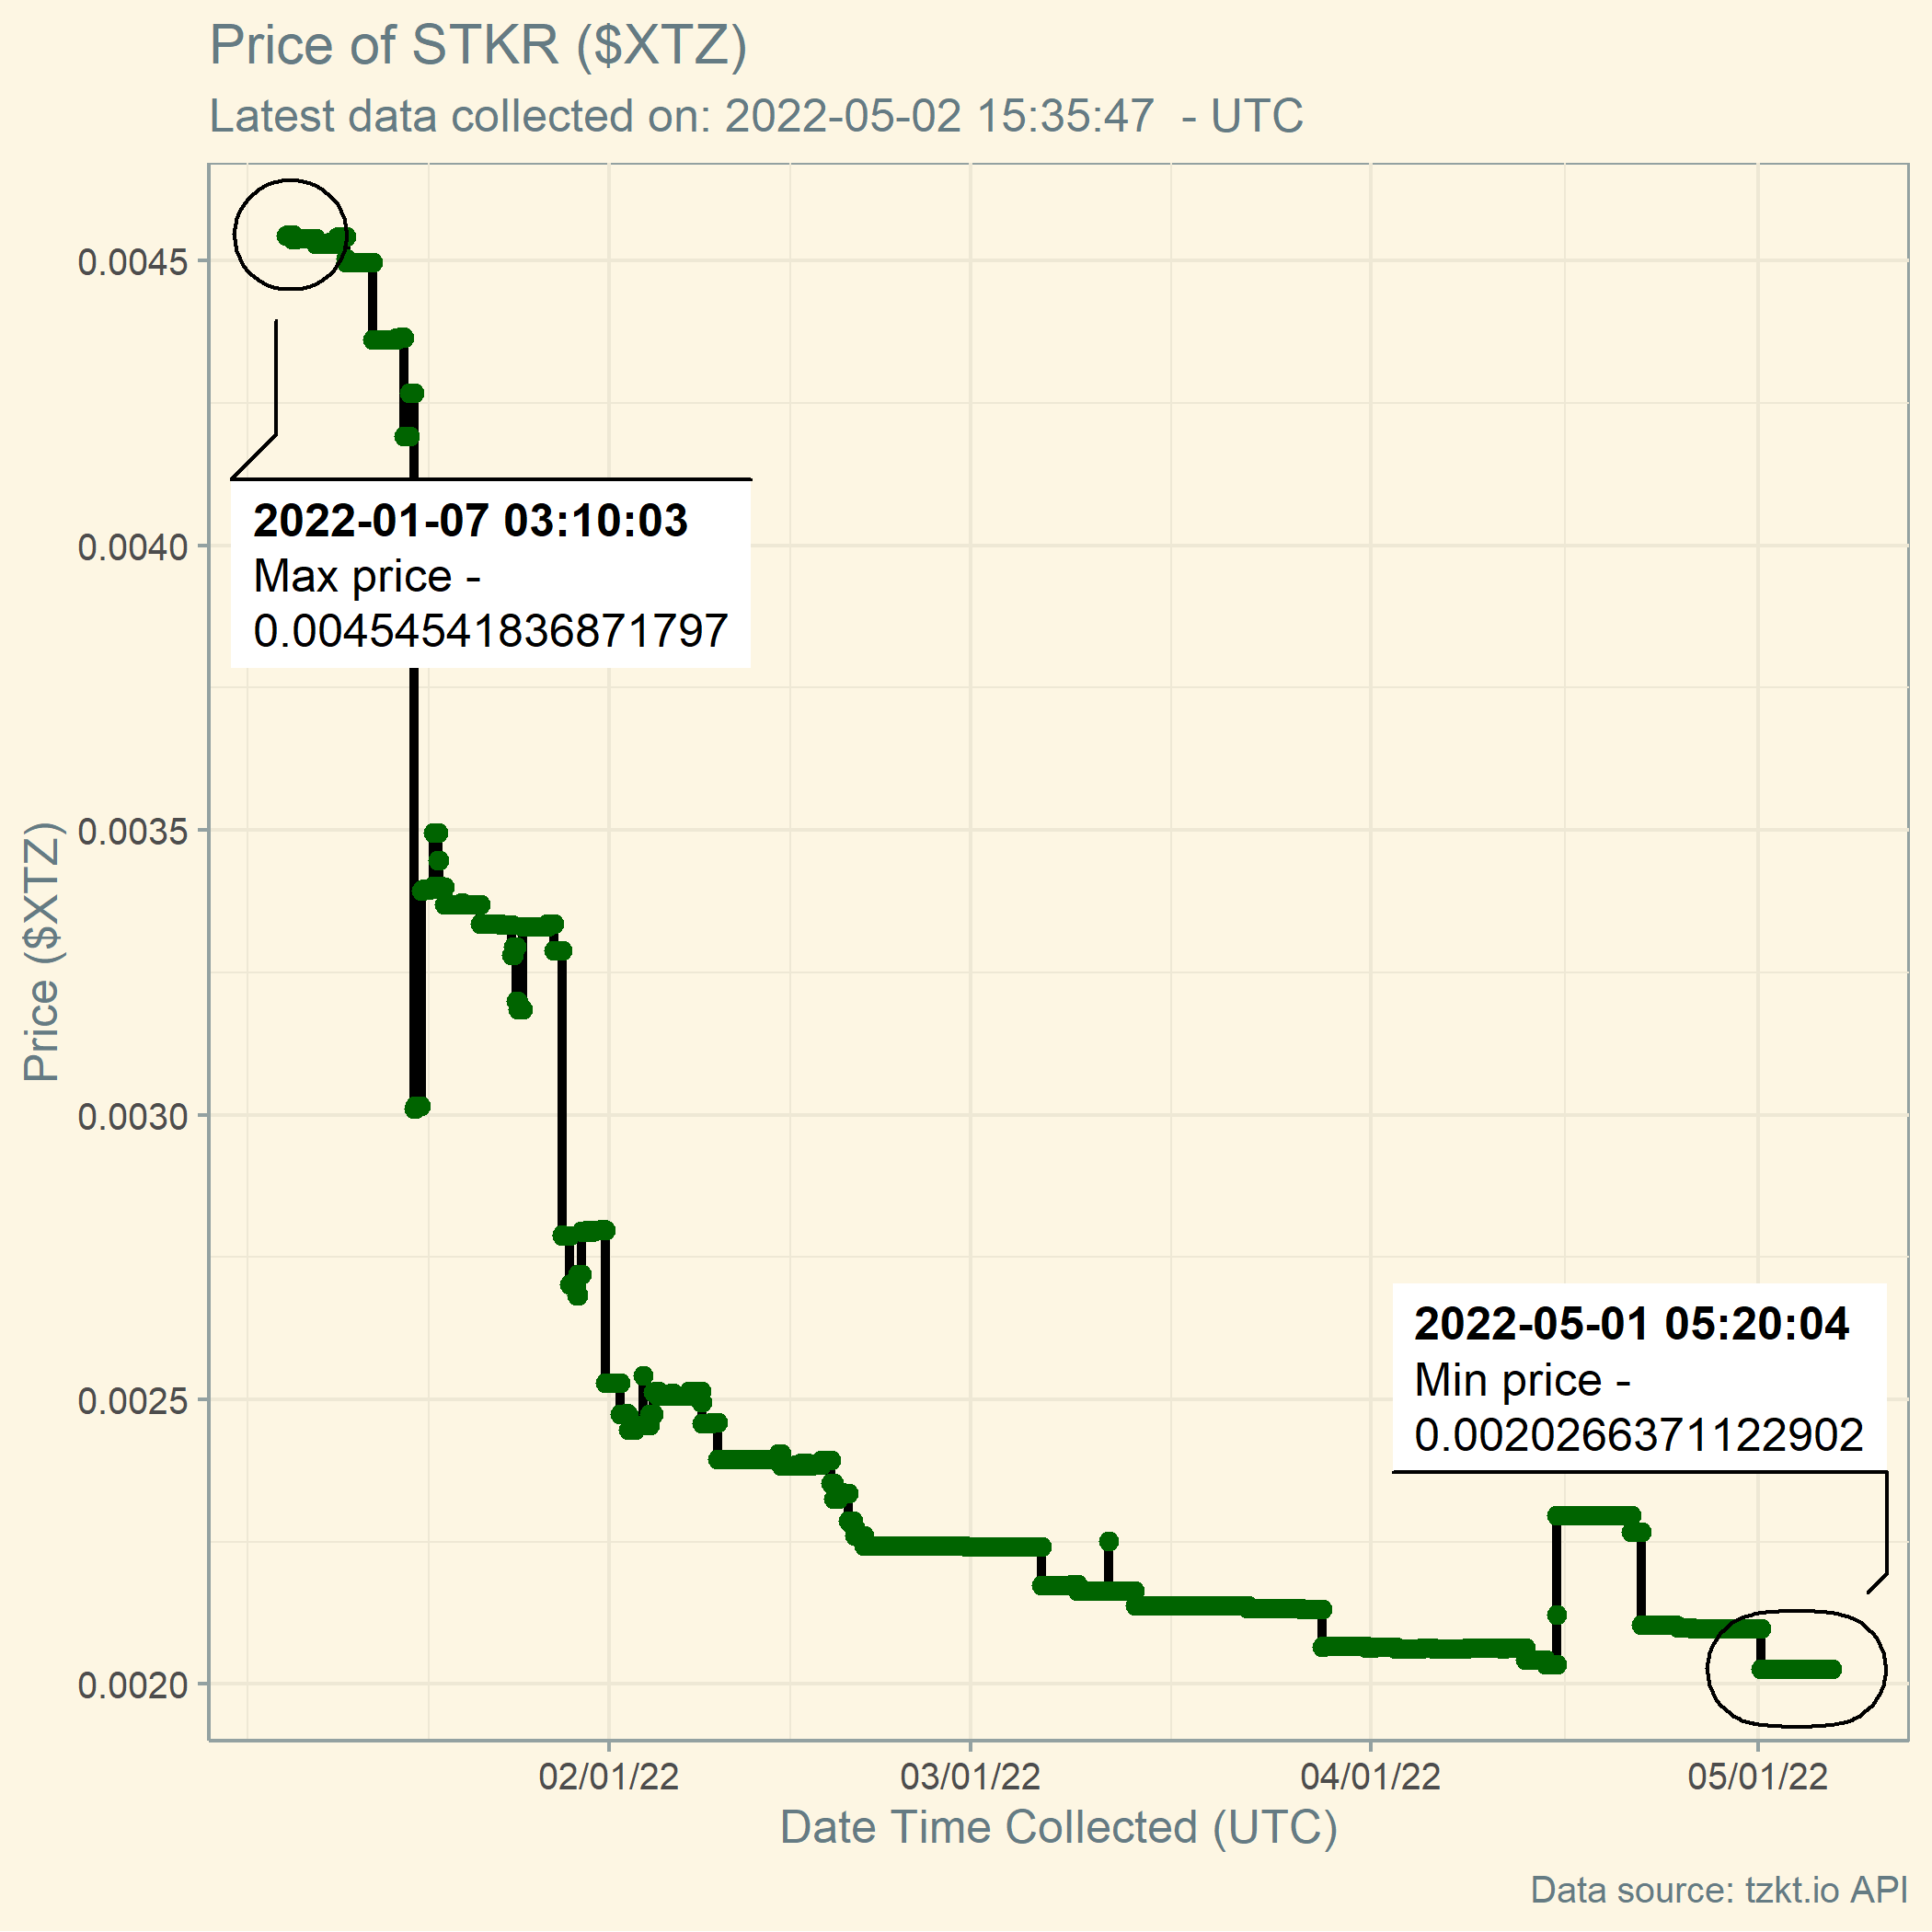 Price of STKR ($XTZ)
Latest data collected on: 2022-05-02 15:35:47  - UTC
0.0045
2022-01-07 03:10:03
Max price -
0.00454541836871797
0.0040
0.0035
Price ($XTZ)
0.0030
2022-05-01 05:20:04
Min price -
0.00202663711​22902
0.0025
0.0020
02/01/22 03/01/22 04/01/22 05/01/22
Date Time Collected (UTC)
Data source: tzkt.io API